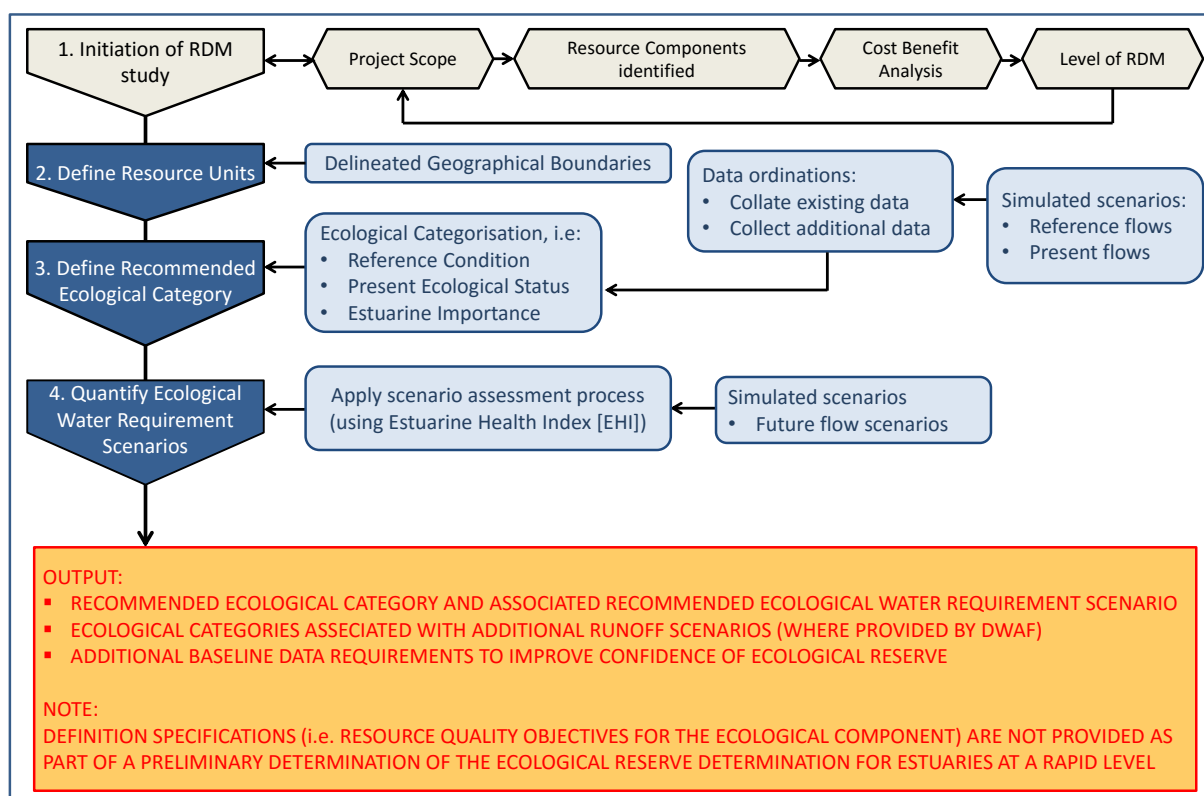 1. Initiation of RDM
study
Project Scope
Resource Components
identified
Cost Benefit
Analysis
Level of RDM
2. Define Resource Units
Delineated Geographical Boundaries
Data ordinations:
• Collate existing data
• Collect additional data
Simulated scenarios:
• Reference flows
• Present flows
3. Define Recommended
Ecological Category
Ecological Categorisation, i.e:
• Reference Condition
• Present Ecological Status
• Estuarine Importance
4. Quantify Ecological
Water Requirement
Scenarios
Apply scenario assessment process
(using Estuarine Health Index [EHI])
Simulated scenarios
• Future flow scenarios
OUTPUT:
▪ RECOMMENDED ECOLOGICAL CATEGORY AND ASSOCIATED RECOMMENDED ECOLOGICAL WATER REQUIREMENT SCENARIO
▪ ECOLOGICAL CATEGORIES ASSECIATED WITH ADDITIONAL RUNOFF SCENARIOS (WHERE PROVIDED BY DWAF)
▪ ADDITIONAL BASELINE DATA REQUIREMENTS TO IMPROVE CONFIDENCE OF ECOLOGICAL RESERVE
NOTE:
DEFINITION SPECIFICATIONS (i.e. RESOURCE QUALITY OBJECTIVES FOR THE ECOLOGICAL COMPONENT) ARE NOT PROVIDED AS
PART OF A PRELIMINARY DETERMINATION OF THE ECOLOGICAL RESERVE DETERMINATION FOR ESTUARIES AT A RAPID LEVEL